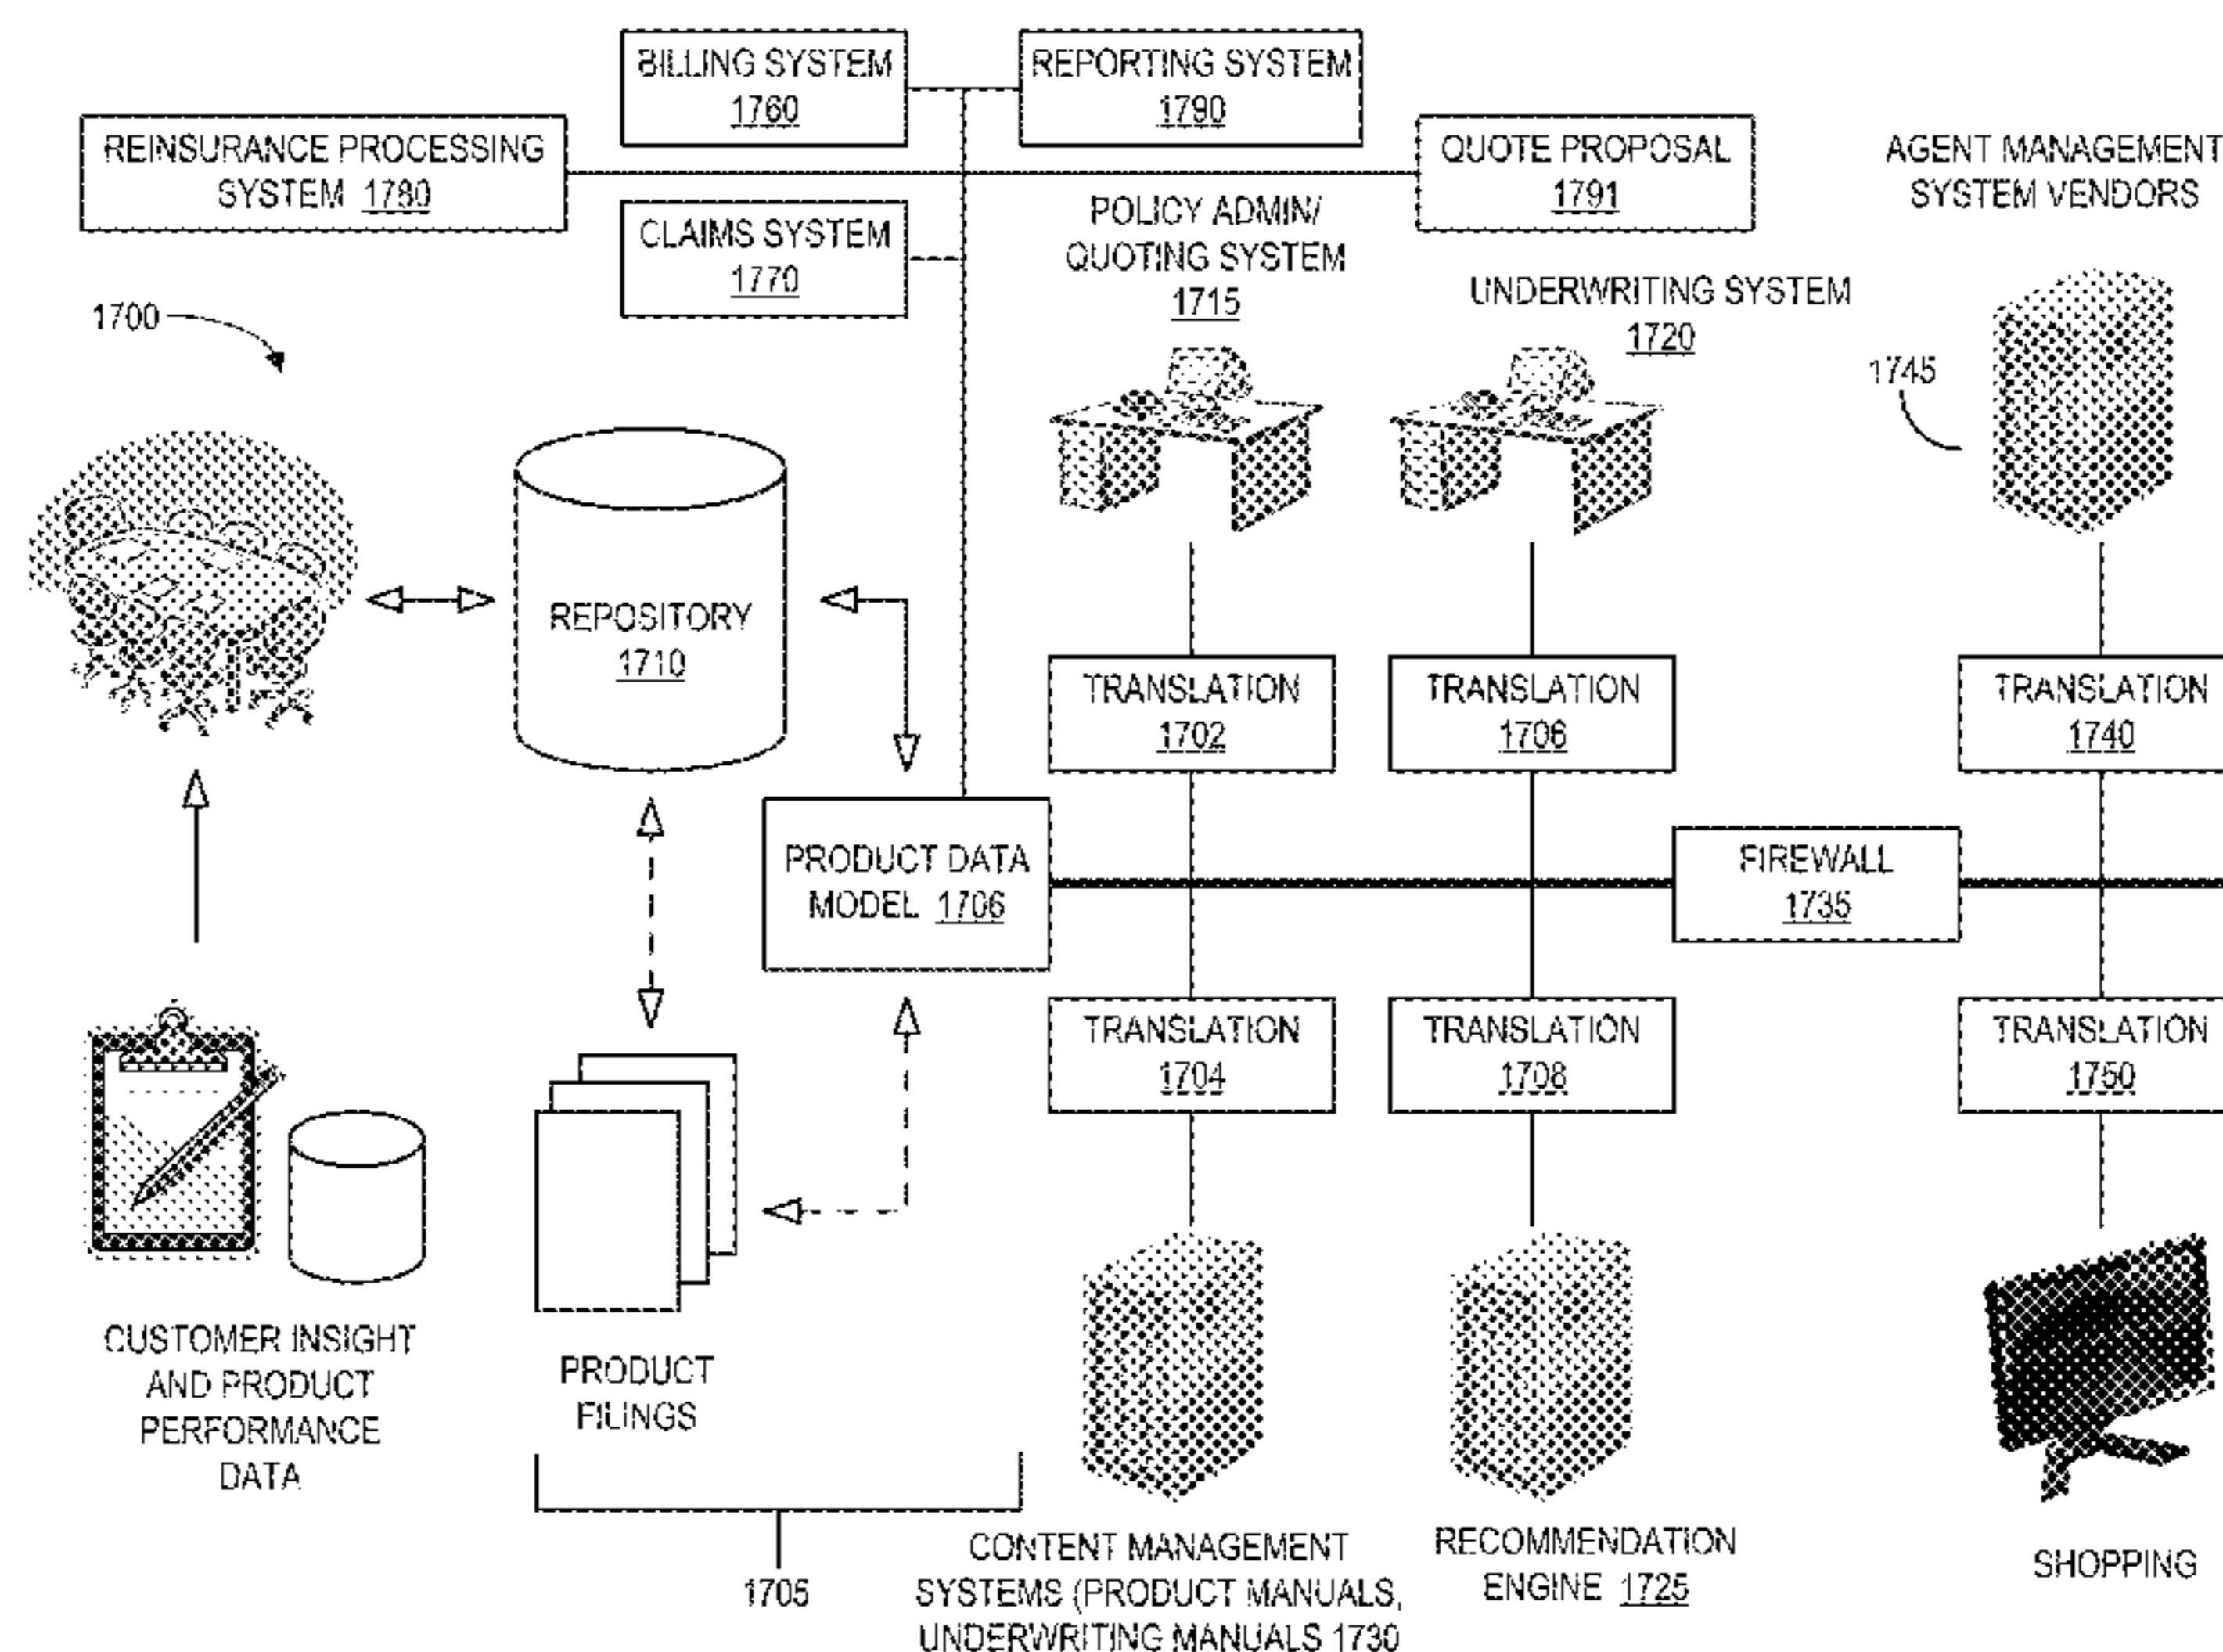 BILLING SYSTEM
1760
REPORTING SYSTEM
1790
REINSURANCE PROCESSING
SYSTEM 1780
QUOTE PROPOSAL
1791
AGENT MANAGEMENT
SYSTEM VENDORS
CLAIMS SYSTEM
1770
POLICY ADMIN/
QUOTING SYSTEM
1715
UNDERWRITING SYSTEM
1720
1700
1745
REPOSITORY
1710
TRANSLATION
1702
TRANSLATION
1706
TRANSLATION
1740
PRODUCT DATA
MODEL 1706
FIREWALL
1735
TRANSLATION
1704
TRANSLATION
1708
TRANSLATION
1750
CUSTOMER INSIGHT
AND PRODUCT
PERFORMANCE
DATA
PRODUCT
FILINGS
1705
CONTENT MANAGEMENT
SYSTEMS (PRODUCT MANUALS,
UNDERWRITING MANUALS 1730
RECOMMENDATION
ENGINE 1725
SHOPPING